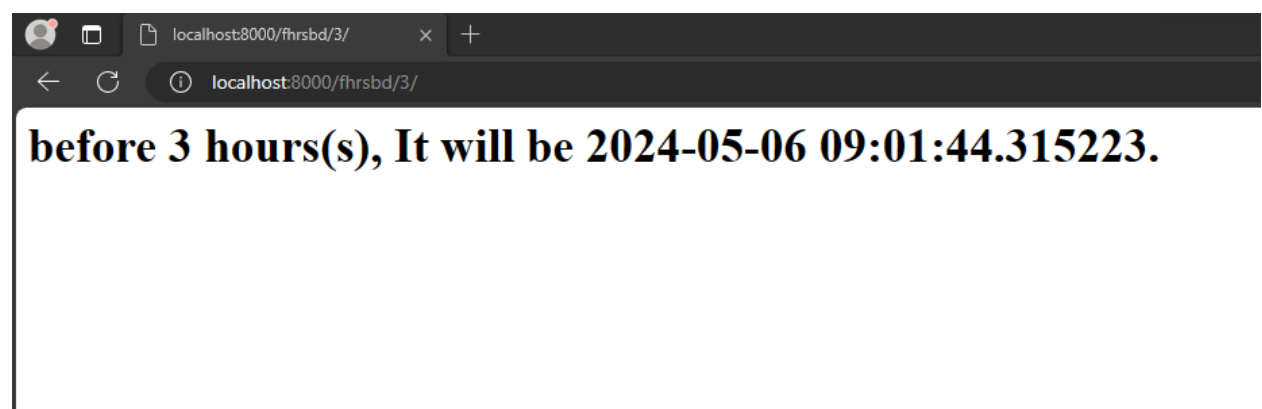 localhost:8000/fhrsbd/3/
localhost:8000/fhrsbd/3/
before 3 hours(s), It will be 2024-05-06 09:01:44.315223.